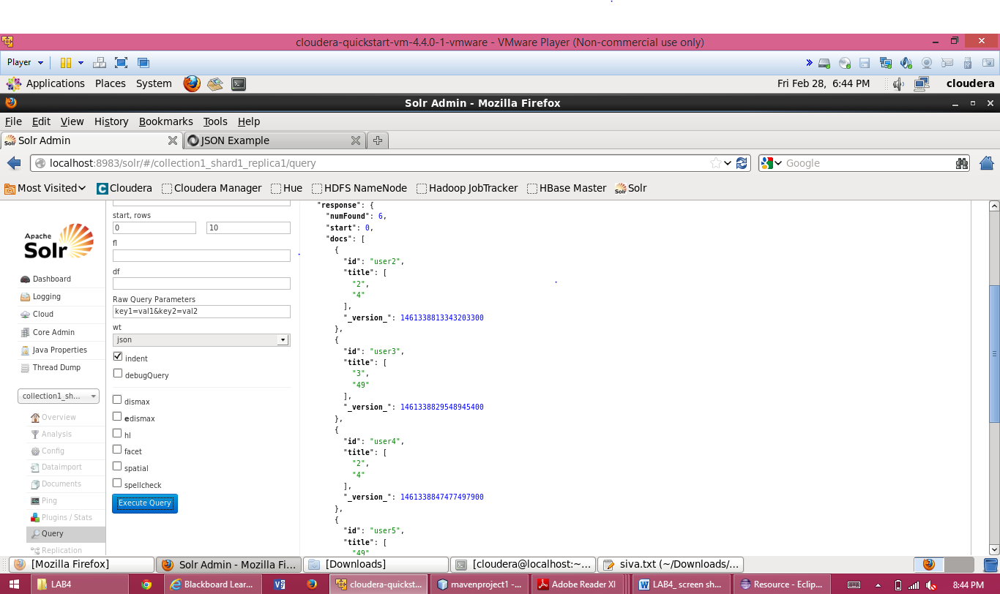 cloudera-quickstart-vm-4.4.0-1-vmware - VMware Player (Non-commercial use only)
Player
Applications Places System Fri Feb 28, 6:44 PM cloudera
Solr Admin - Mozilla Firefox
File Edit View History Bookmarks Tools Help
Solr Admin JSON Example
localhost:8983/solr/#/collection1_shard1_replica1/query Google
Most Visited Cloudera Cloudera Manager Hue HDFS NameNode Hadoop JobTracker HBase Master Solr
Apache
Solr
Dashboard
Logging
Cloud
Core Admin
Java Properties
Thread Dump
collection1_sh...
Overview
Analysis
Config
Dataimport
Documents
Ping
Plugins / Stats
Query
Replication
start, rows
0 10
fl
df
Raw Query Parameters
key1=val1&key2=val2
wt
json
indent
debugQuery
dismax
edismax
hl
facet
spatial
spellcheck
Execute Query
"response": {
"numFound": 6,
"start": 0,
"docs": [
{
"id": "user2",
"title": [
"2",
"4"
],
"_version_": 1461338813343203300
},
{
"id": "user3",
"title": [
"3",
"49"
],
"_version_": 1461338829548945400
},
{
"id": "user4",
"title": [
"2",
"4"
],
"_version_": 1461338847477497900
},
{
"id": "user5",
"title": [
"49"
[Mozilla Firefox] Solr Admin - Mozilla Fi... [Downloads] [cloudera@localhost:~... siva.txt (~/Downloads/...
LAB4 Blackboard Lear... cloudera-quickst... mavenproject1 -... Adobe Reader XI LAB4_ screen sh... Resource - Eclip... 8:44 PM